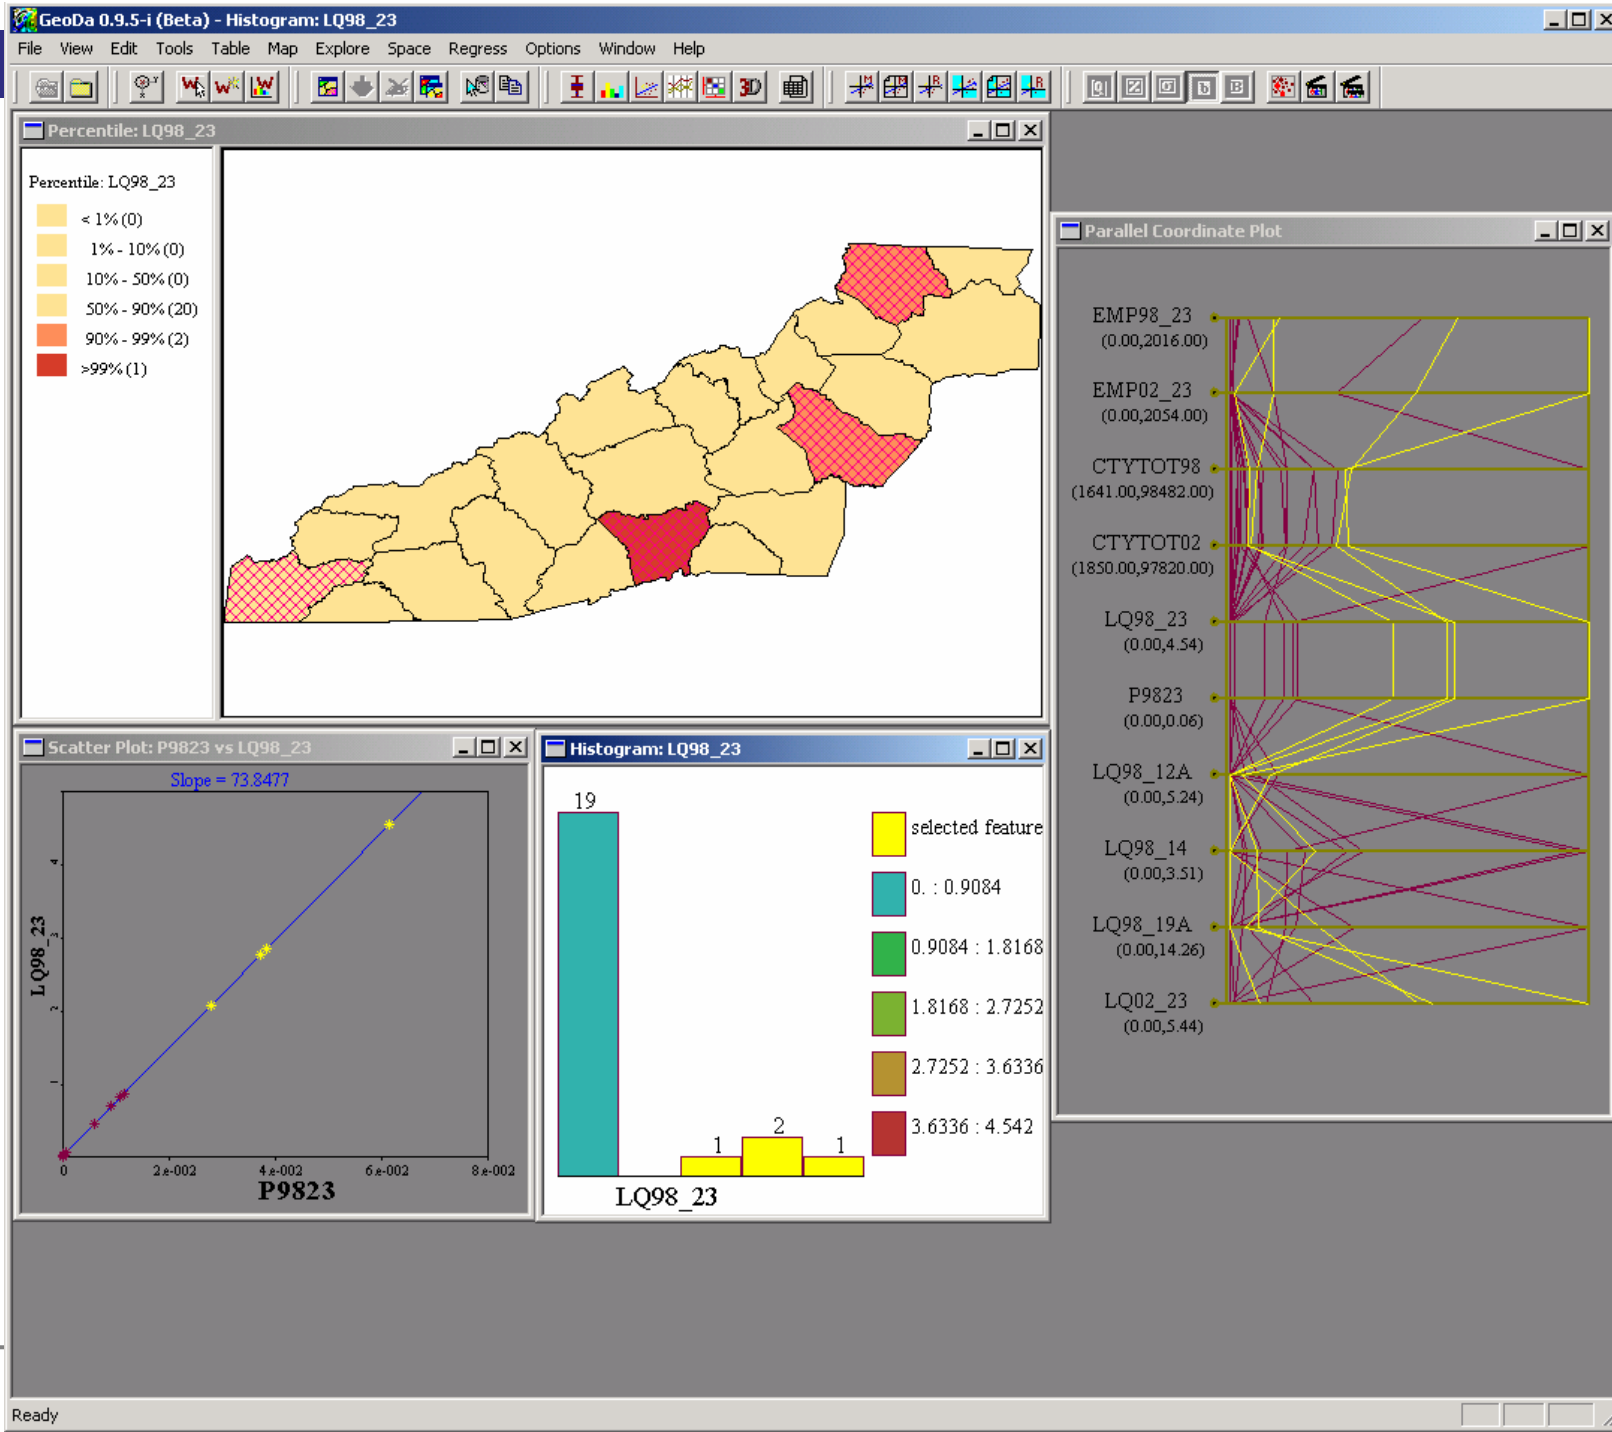 GeoDa 0.9.5-i (Beta) - Histogram: LQ98_23
File View Edit Tools Table Map Explore Space Regress Options Window Help
Percentile: LQ98_23
Percentile: LQ98_23
< 1% (0)
1% - 10% (0)
10% - 50% (0)
50% - 90% (20)
90% - 99% (2)
>99% (1)
Parallel Coordinate Plot
EMP98_23
(0.00,2016.00)
EMP02_23
(0.00,2054.00)
CTYTOT98
(1641.00,98482.00)
CTYTOT02
(1850.00,97820.00)
LQ98_23
(0.00,4.54)
P9823
(0.00,0.06)
LQ98_12A
(0.00,5.24)
LQ98_14
(0.00,3.51)
LQ98_19A
(0.00,14.26)
LQ02_23
(0.00,5.44)
Scatter Plot: P9823 vs LQ98_23
Slope = 73.8477
4
3
2
1
LQ98_23
0 2.e-002 4.e-002 6.e-002 8.e-002
P9823
Histogram: LQ98_23
19
1
2
1
LQ98_23
selected feature
0. : 0.9084
0.9084 : 1.8168
1.8168 : 2.7252
2.7252 : 3.6336
3.6336 : 4.542
Ready